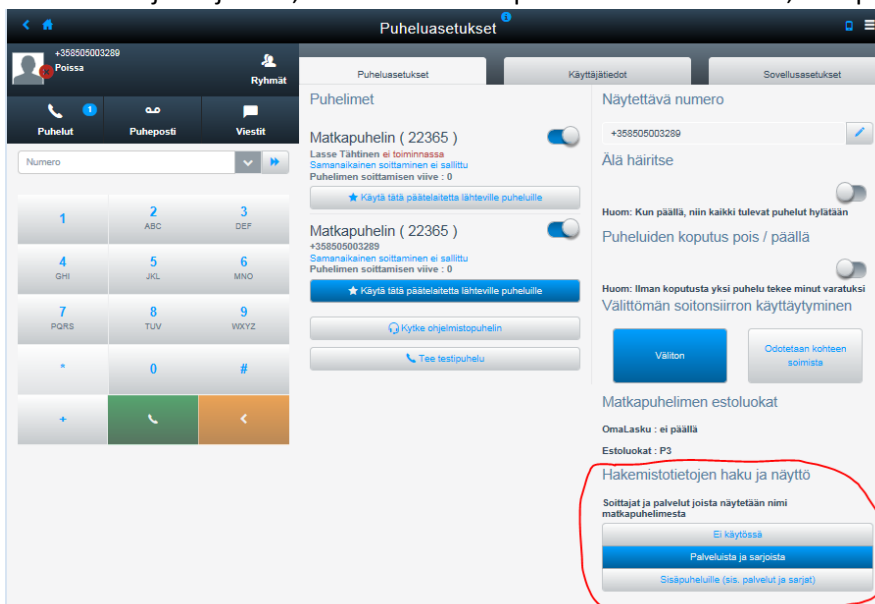 Puheluasetukset
+358505003289
Poissa
Ryhmät
Puhelut
1
Puheposti
Viestit
Numero
1
2
ABC
3
DEF
4
GHI
5
JKL
6
MNO
7
PQRS
8
TUV
9
WXYZ
*
0
#
+
Puheluasetukset
Käyttäjätiedot
Sovellusasetukset
Puhelimet
Matkapuhelin ( 22365 )
Lasse Tähtinen ei toiminnassa
Samanaikainen soittaminen ei sallittu
Puhelimen soittamisen viive : 0
Käytä tätä päätelaitetta lähteville puheluille
Matkapuhelin ( 22365 )
+358505003289
Samanaikainen soittaminen ei sallittu
Puhelimen soittamisen viive : 0
Käytä tätä päätelaitetta lähteville puheluille
Kytke ohjelmistopuhelin
Tee testipuhelu
Näytettävä numero
+358505003289
Älä häiritse
Huom: Kun päällä, niin kaikki tulevat puhelut hylätään
Puheluiden koputus pois / päällä
Huom: Ilman koputusta yksi puhelu tekee minut varatuksi
Välittömän soitonsiirron käyttäytyminen
Välitön
Odotetaan kohteen
soimista
Matkapuhelimen estoluokat
OmaLasku : ei päällä
Estoluokat : P3
Hakemistotietojen haku ja näyttö
Soittajat ja palvelut joista näytetään nimi
matkapuhelimesta
Ei käytössä
Palveluista ja sarjoista
Sisäpuheluille (sis. palvelut ja sarjat)